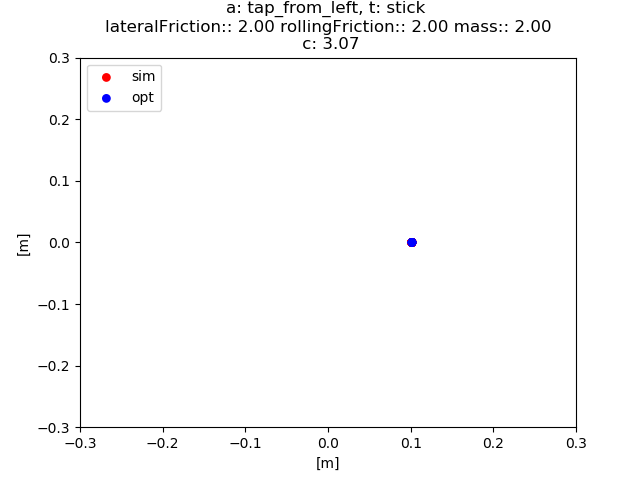 a: tap_from_left, t: stick
lateralFriction:: 2.00 rollingFriction:: 2.00 mass:: 2.00
c: 3.07
sim
opt
0.3
0.2
0.1
0.0
−0.1
−0.2
−0.3
[m]
−0.3
−0.2
−0.1
0.0
0.1
0.2
0.3
[m]